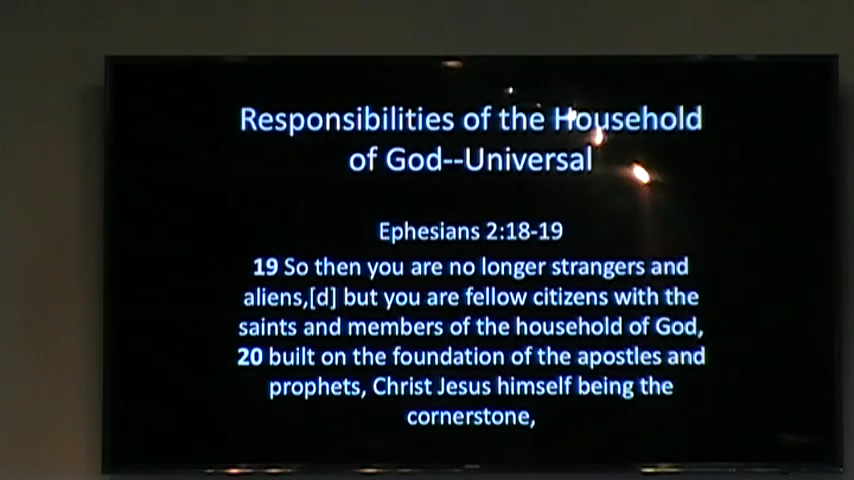 Responsibilities of the Household
of God--Universal
Ephesians 2:18-19
19 So then you are no longer strangers and
aliens,[d] but you are fellow citizens with the
saints and members of the household of God,
20 built on the foundation of the apostles and
prophets, Christ Jesus himself being the
cornerstone,